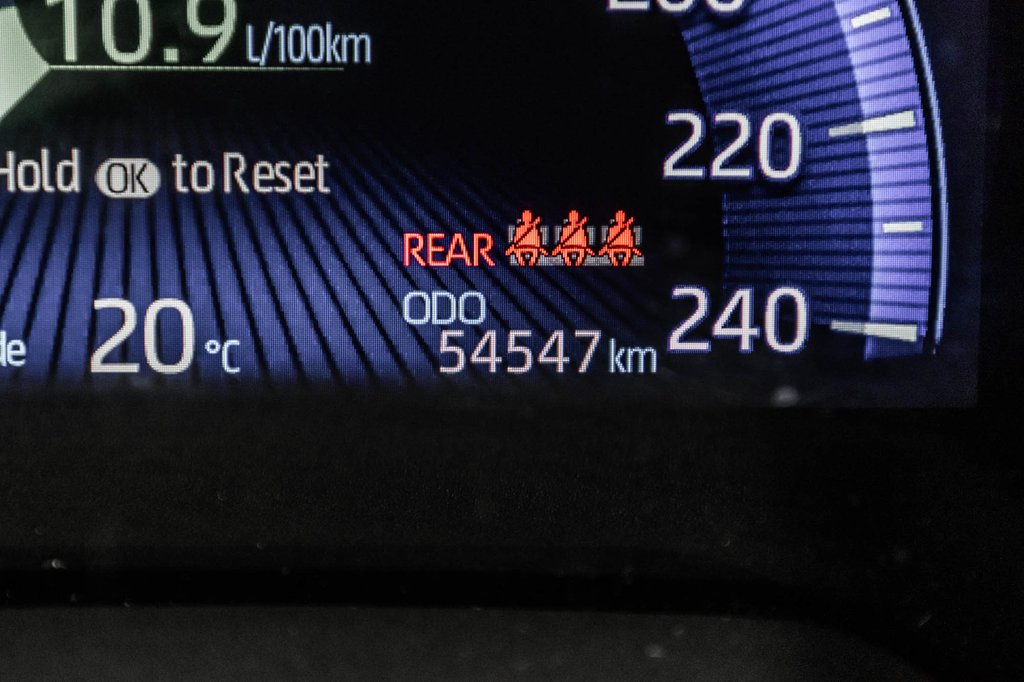 10.9 L/100km
220
Hold OK to Reset
REAR
ODO
240
20 °C
54547 km